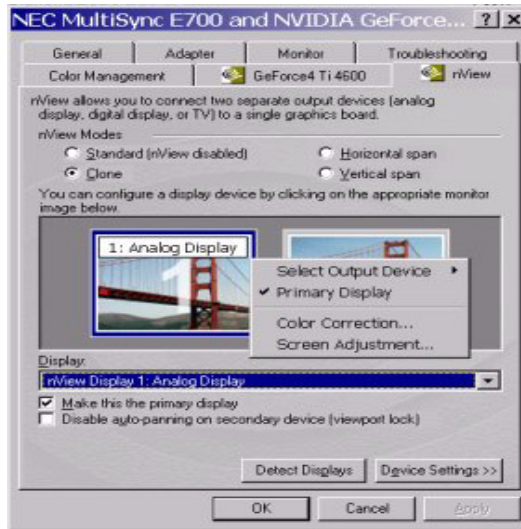 NEC MultiSync E700 and NVIDIA GeForce... ? X
General Adapter Monitor Troubleshooting
Color Management GeForce4 Ti 4600 nView
nView allows you to connect two separate output devices (analog
display, digital display, or TV) to a single graphics board.
nView Modes
Standard (nView disabled) Horizontal span
Clone Vertical span
You can configure a display device by clicking on the appropriate monitor
image below.
1: Analog Display
1
Select Output Device
Primary Display
Color Correction...
Screen Adjustment...
Display:
nView Display 1: Analog Display
Make this the primary display
Disable auto-panning on secondary device (viewport lock)
Detect Displays Device Settings >>
OK Cancel Apply